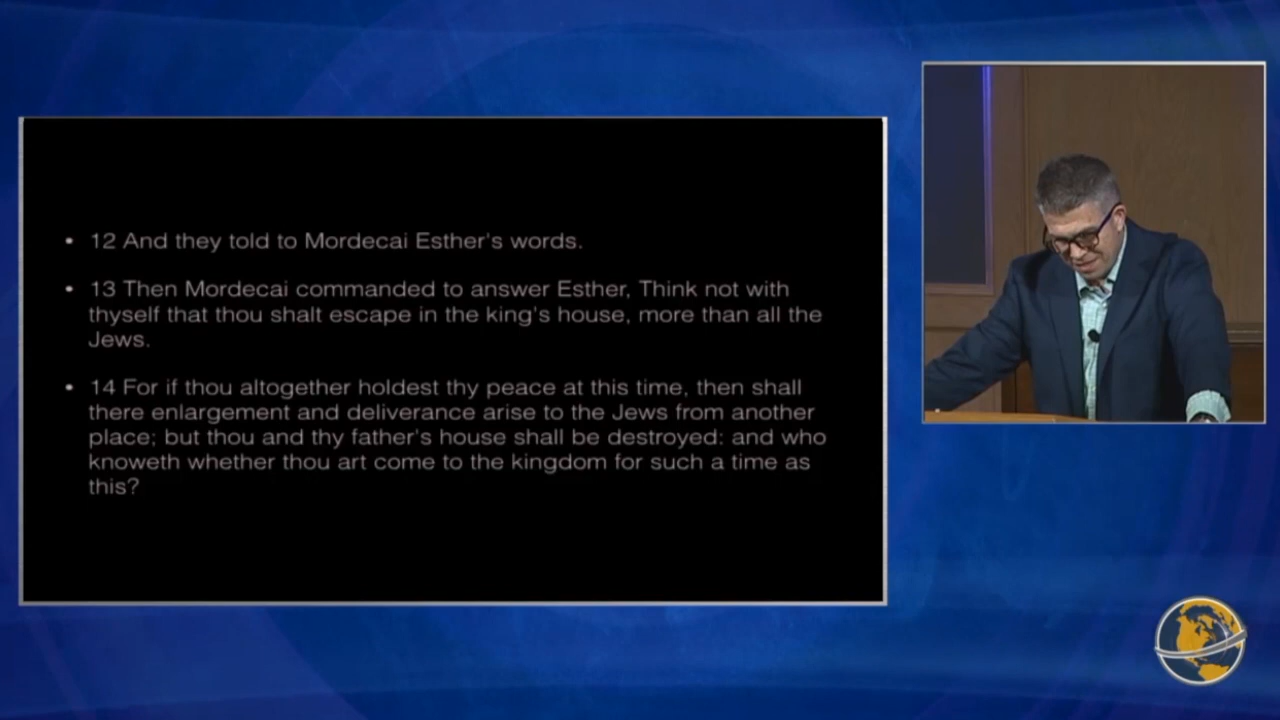 • 12 And they told to Mordecai Esther's words.
• 13 Then Mordecai commanded to answer Esther, Think not with
thyself that thou shalt escape in the king's house, more than all the
Jews.
• 14 For if thou altogether holdest thy peace at this time, then shall
there enlargement and deliverance arise to the Jews from another
place; but thou and thy father's house shall be destroyed: and who
knoweth whether thou art come to the kingdom for such a time as
this?